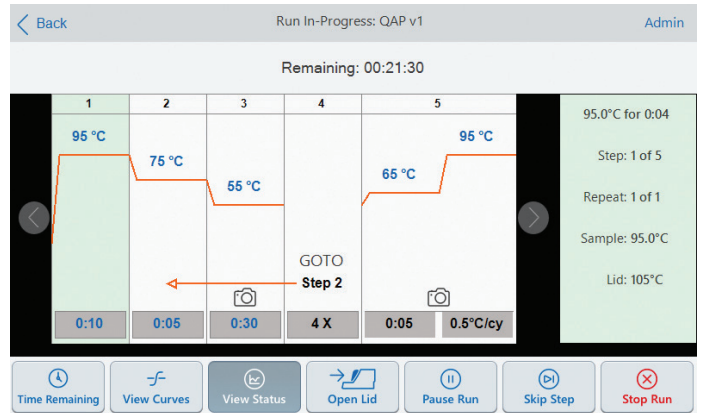 Back
Run In-Progress: QAP v1
Admin
Remaining: 00:21:30
1
2
3
4
5
95 °C
75 °C
55 °C
65 °C
95 °C
GOTO
Step 2
0:10
0:05
0:30
4 X
0:05
0.5°C/cy
95.0°C for 0:04
Step: 1 of 5
Repeat: 1 of 1
Sample: 95.0°C
Lid: 105°C
Time Remaining
View Curves
View Status
Open Lid
Pause Run
Skip Step
Stop Run